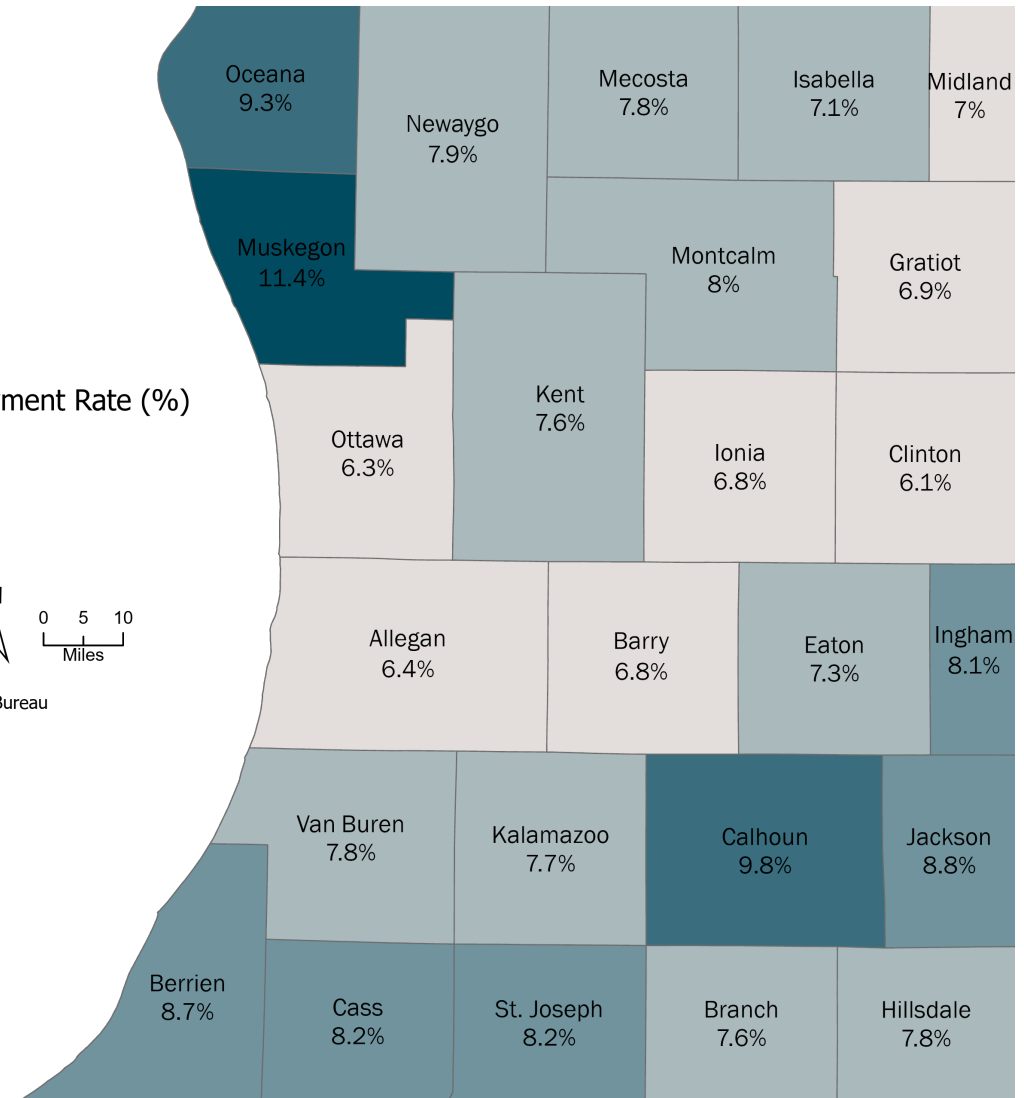 Oceana
9.3%
Newaygo
7.9%
Mecosta
7.8%
Isabella
7.1%
Midland
7%
Muskegon
11.4%
Montcalm
8%
Gratiot
6.9%
ment Rate (%)
Kent
7.6%
Ottawa
6.3%
Ionia
6.8%
Clinton
6.1%
0 5 10
Miles
Bureau
Allegan
6.4%
Barry
6.8%
Eaton
7.3%
Ingham
8.1%
Van Buren
7.8%
Kalamazoo
7.7%
Calhoun
9.8%
Jackson
8.8%
Berrien
8.7%
Cass
8.2%
St. Joseph
8.2%
Branch
7.6%
Hillsdale
7.8%